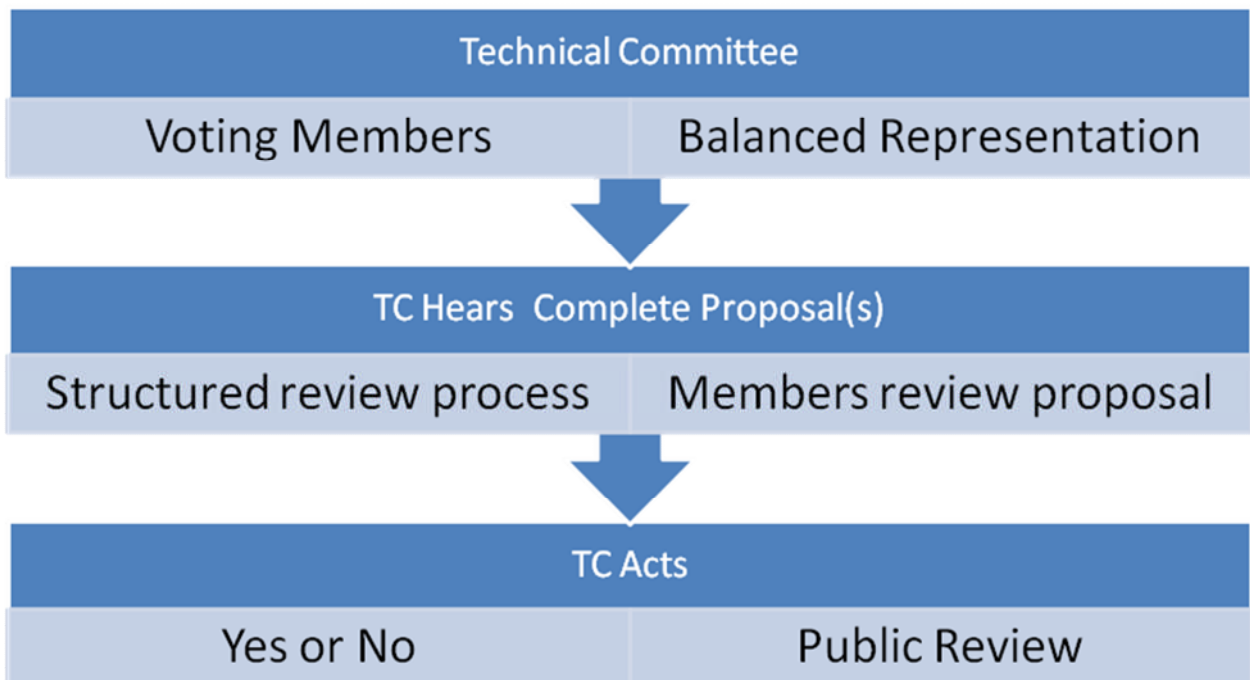 Technical Committee
Voting Members
Balanced Representation
TC Hears  Complete Proposal(s)
Structured review process
Members review proposal
TC Acts
Yes or No
Public Review